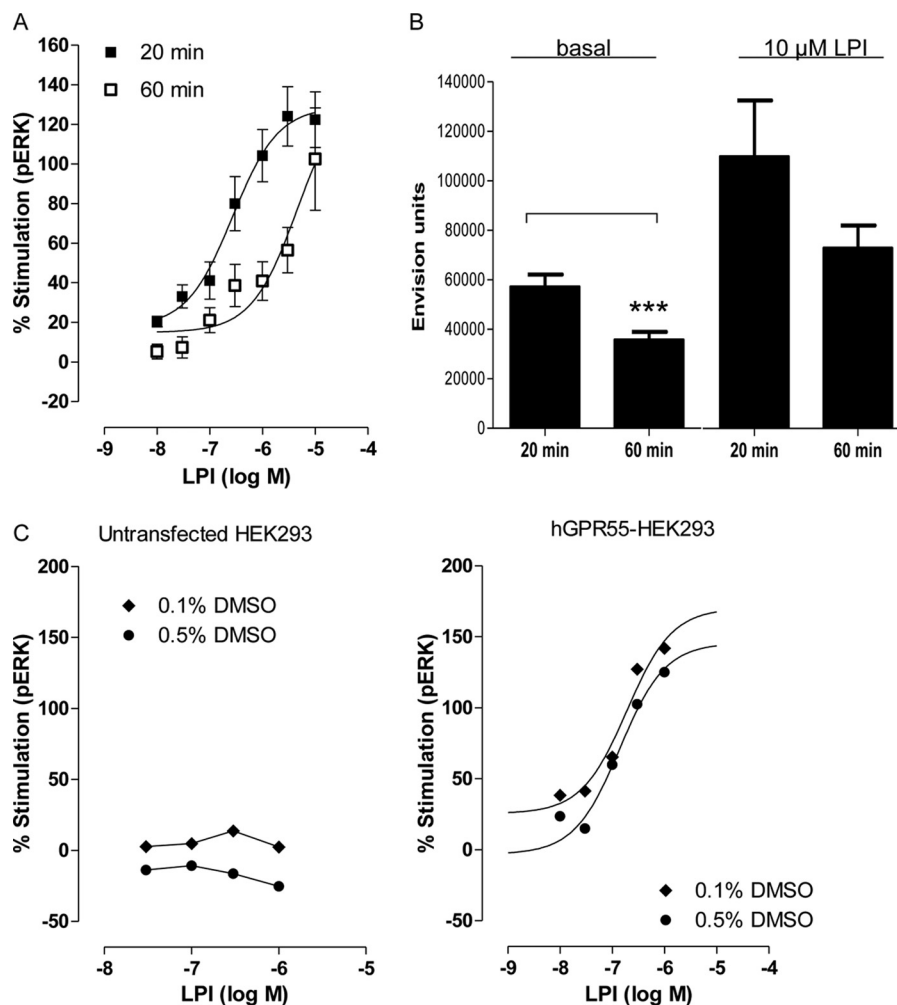 A
20 min
60 min
% Stimulation (pERK)
160
140
120
100
80
60
40
20
0
-20
-9 -8 -7 -6 -5 -4
LPI (log M)
B
basal 10 µM LPI
Envision units
140000
120000
100000
80000
60000
40000
20000
0
***
20 min 60 min 20 min 60 min
C
Untransfected HEK293
0.1% DMSO
0.5% DMSO
% Stimulation (pERK)
200
150
100
50
0
-50
-8 -7 -6 -5
LPI (log M)
hGPR55-HEK293
% Stimulation (pERK)
200
150
100
50
0
-50
0.1% DMSO
0.5% DMSO
-9 -8 -7 -6 -5 -4
LPI (log M)